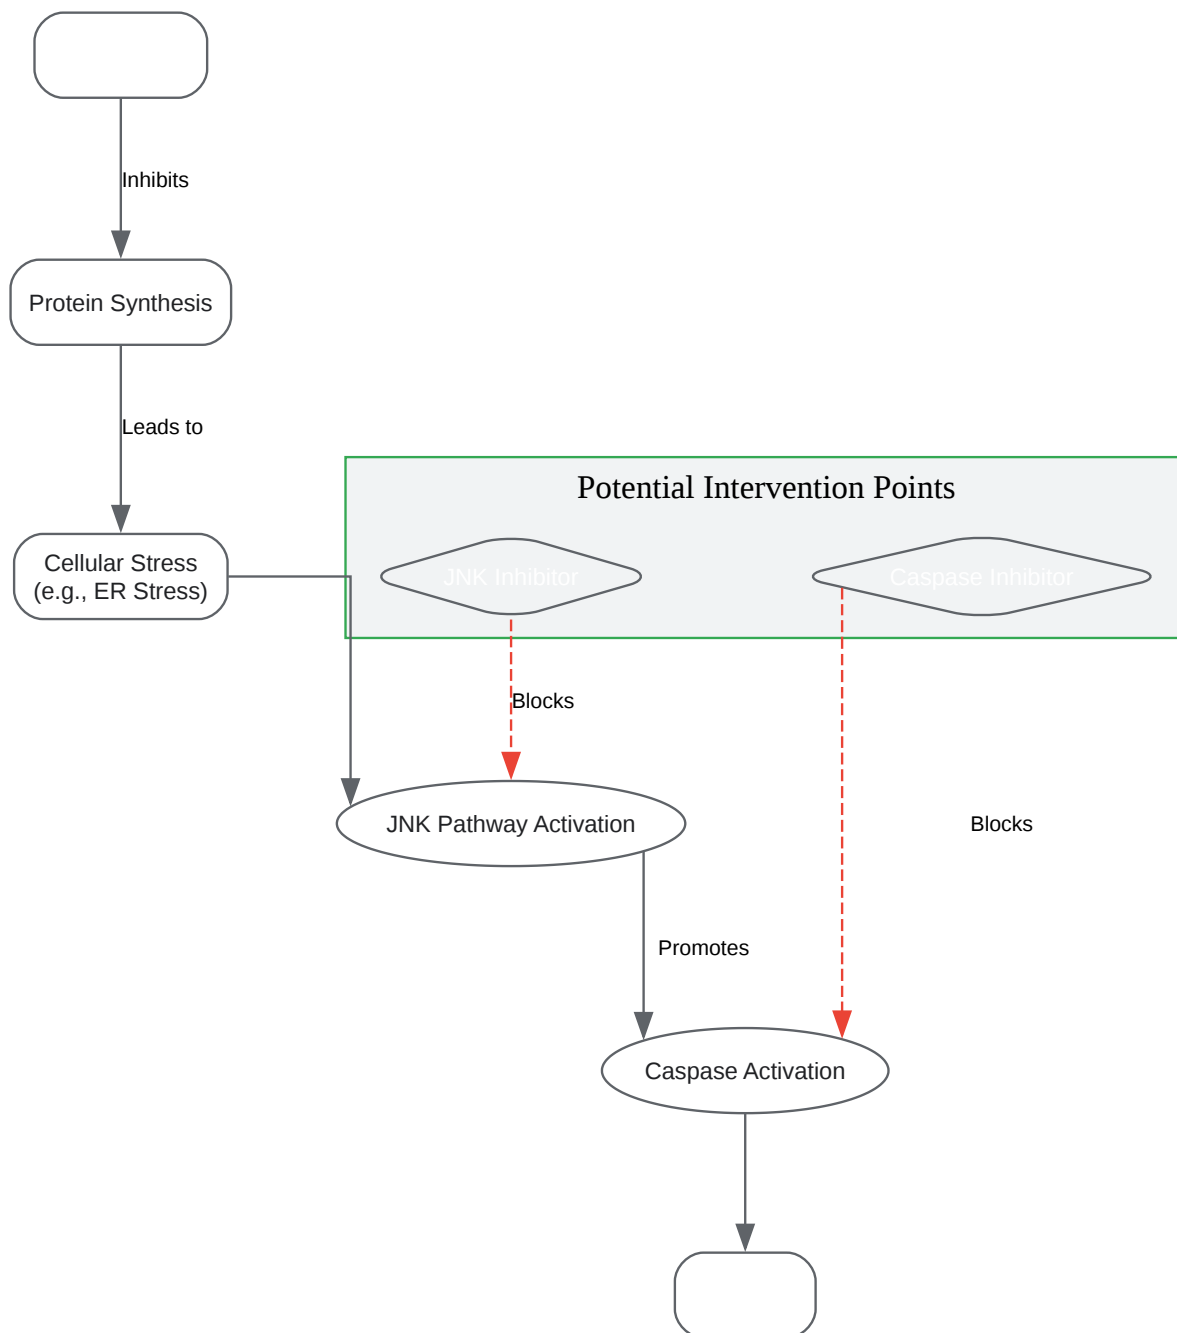 Inhibits
Protein Synthesis
Leads to
Potential Intervention Points
Cellular Stress
(e.g., ER Stress)
JNK Inhibitor
Caspase Inhibitor
Blocks
JNK Pathway Activation
Blocks
Promotes
Caspase Activation